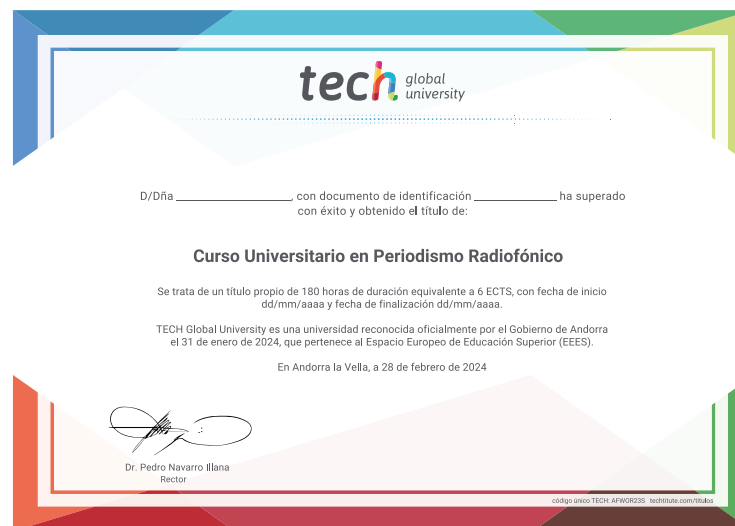 tech global
university
D/Dña ____________________, con documento de identificación ______________ ha superado
con éxito y obtenido el título de:
Curso Universitario en Periodismo Radiofónico
Se trata de un título propio de 180 horas de duración equivalente a 6 ECTS, con fecha de inicio
dd/mm/aaaa y fecha de finalización dd/mm/aaaa.
TECH Global University es una universidad reconocida oficialmente por el Gobierno de Andorra
el 31 de enero de 2024, que pertenece al Espacio Europeo de Educación Superior (EEES).
En Andorra la Vella, a 28 de febrero de 2024
Dr. Pedro Navarro Illana
Rector
código único TECH: AFWOR23S techtitute.com/titulos